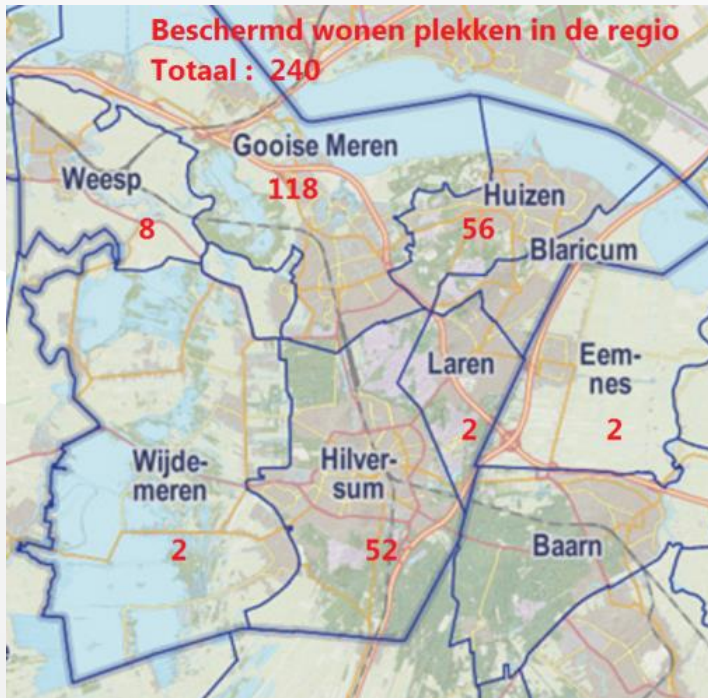 Beschermd wonen plekken in de regio
Totaal : 240
Gooise Meren
118
Weesp
8
Huizen
56
Blaricum
Laren
2
Eem-
nes
2
Wijde-
meren
2
Hilver-
sum
52
Baarn